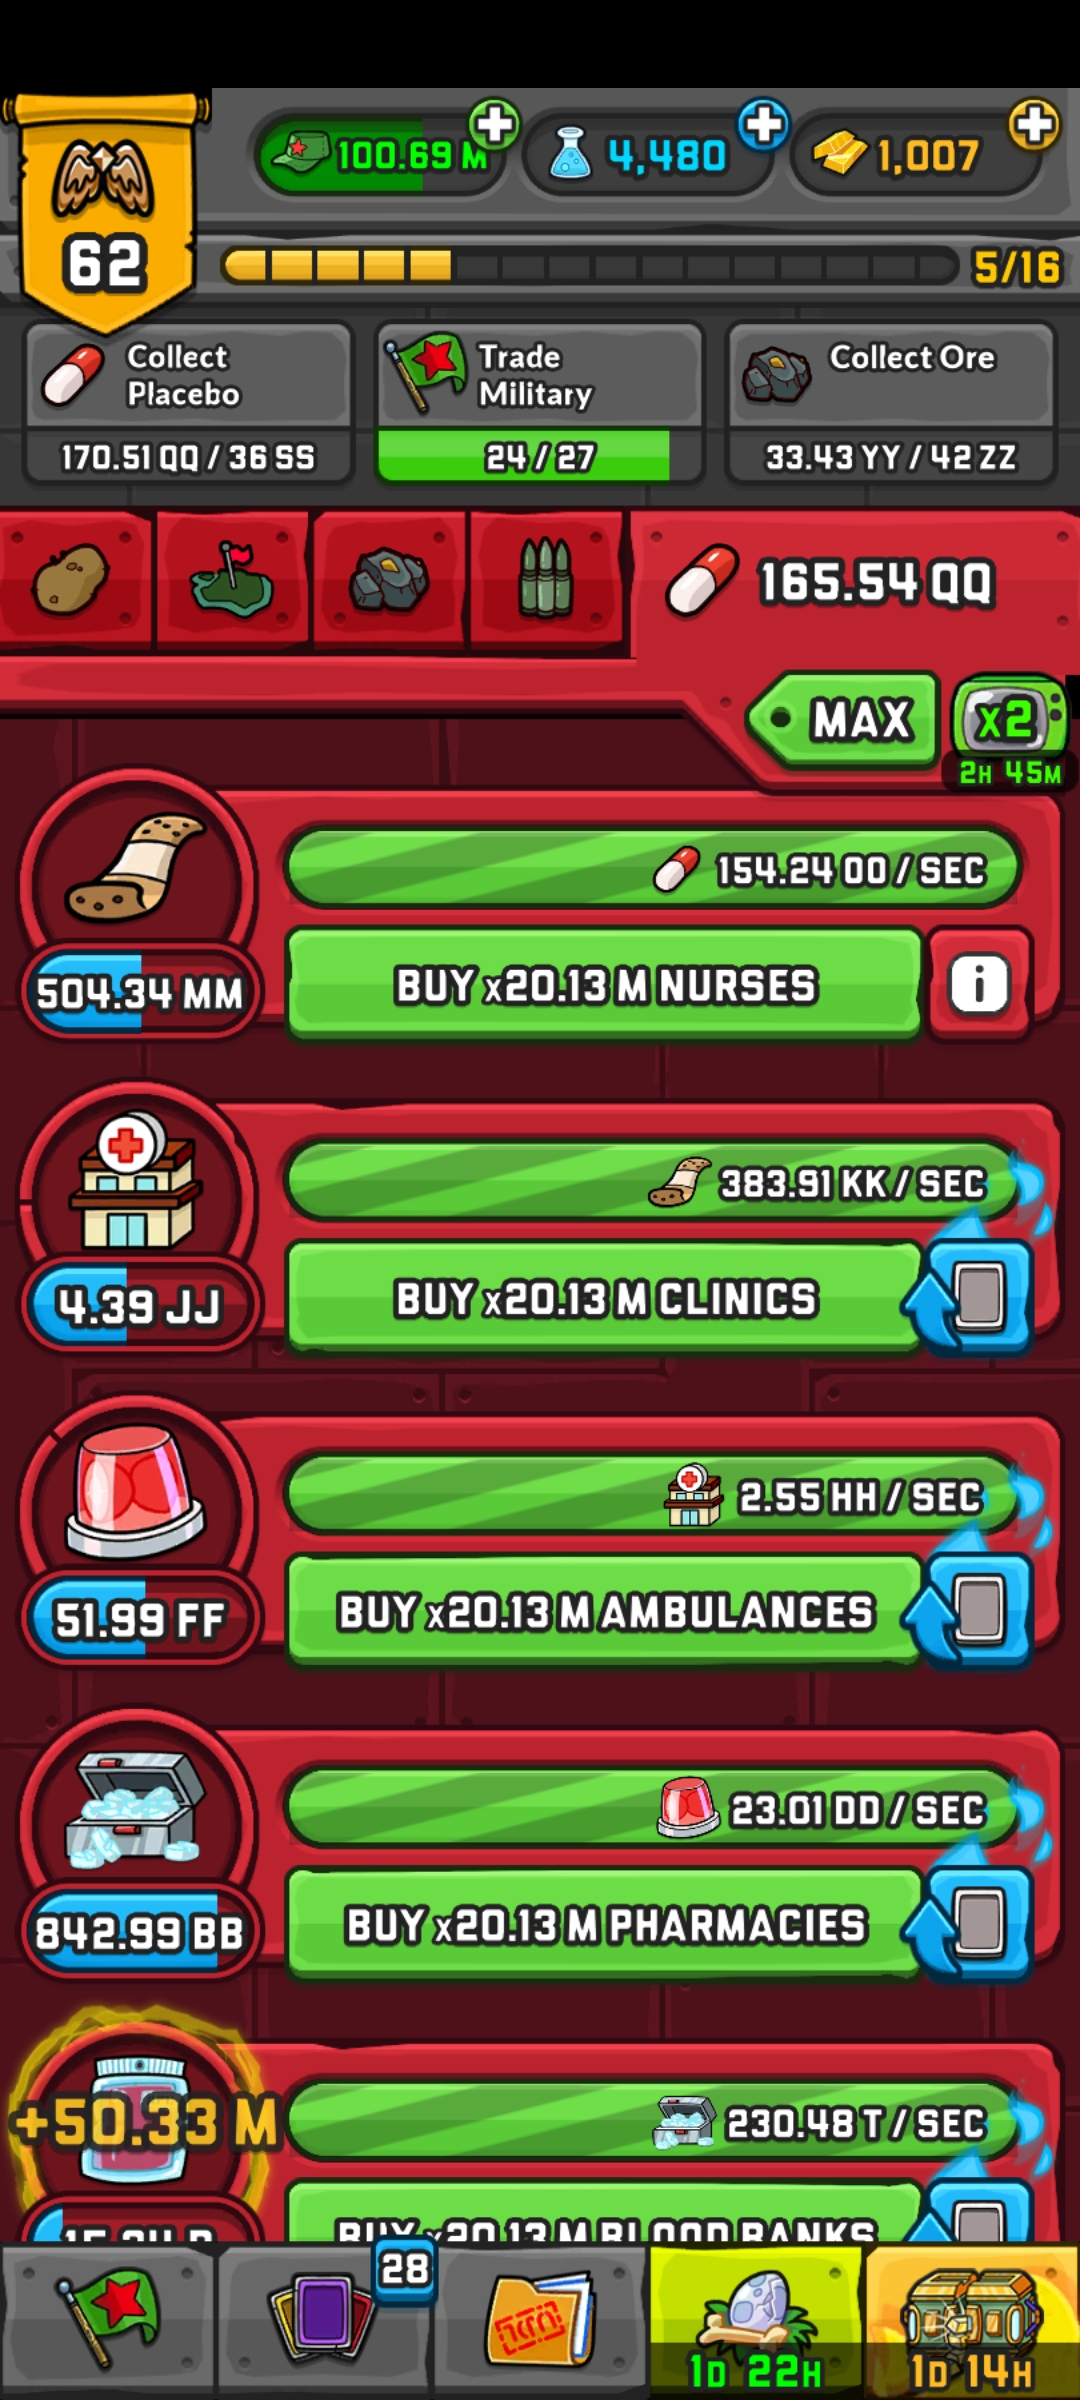 62
100.69 M
4,480
1,007
5/16
Collect Placebo
170.51 QQ / 36 SS
Trade Military
24 / 27
Collect Ore
33.43 YY / 42 ZZ
165.54 QQ
MAX
x2
2H 45M
154.24 OO / SEC
504.34 MM
BUY x20.13 M NURSES
i
383.91 KK / SEC
4.39 JJ
BUY x20.13 M CLINICS
2.55 HH / SEC
51.99 FF
BUY x20.13 M AMBULANCES
23.01 DD / SEC
842.99 BB
BUY x20.13 M PHARMACIES
+50.33 M
230.48 T / SEC
BUY x20.13 M BLOOD BANKS
28
1D 22H
1D 14H